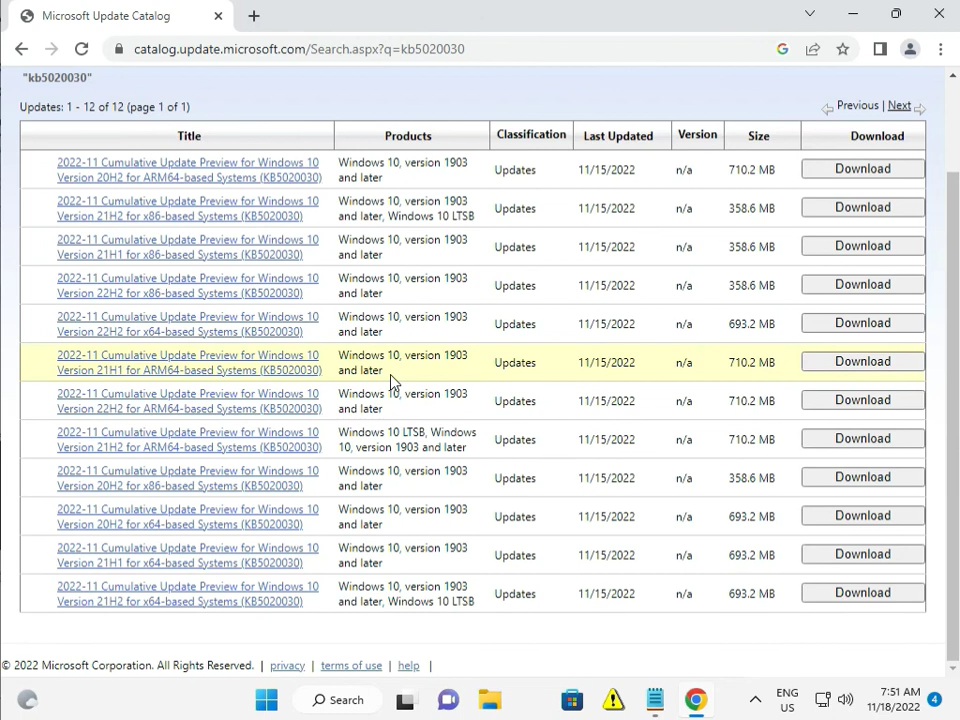 Microsoft Update Catalog
catalog.update.microsoft.com/Search.aspx?q=kb5020030
"kb5020030"
Updates: 1 - 12 of 12 (page 1 of 1)
Previous | Next
Title Products Classification Last Updated Version Size Download
2022-11 Cumulative Update Preview for Windows 10 Windows 10, version 1903
Version 20H2 for ARM64-based Systems (KB5020030) and later Updates 11/15/2022 n/a 710.2 MB Download
2022-11 Cumulative Update Preview for Windows 10 Windows 10, version 1903
Version 21H2 for x86-based Systems (KB5020030) and later, Windows 10 LTSB Updates 11/15/2022 n/a 358.6 MB Download
2022-11 Cumulative Update Preview for Windows 10 Windows 10, version 1903
Version 21H1 for x86-based Systems (KB5020030) and later Updates 11/15/2022 n/a 358.6 MB Download
2022-11 Cumulative Update Preview for Windows 10 Windows 10, version 1903
Version 22H2 for x86-based Systems (KB5020030) and later Updates 11/15/2022 n/a 358.6 MB Download
2022-11 Cumulative Update Preview for Windows 10 Windows 10, version 1903
Version 22H2 for x64-based Systems (KB5020030) and later Updates 11/15/2022 n/a 693.2 MB Download
2022-11 Cumulative Update Preview for Windows 10 Windows 10, version 1903
Version 21H1 for ARM64-based Systems (KB5020030) and later Updates 11/15/2022 n/a 710.2 MB Download
2022-11 Cumulative Update Preview for Windows 10 Windows 10, version 1903
Version 22H2 for ARM64-based Systems (KB5020030) and later Updates 11/15/2022 n/a 710.2 MB Download
2022-11 Cumulative Update Preview for Windows 10 Windows 10 LTSB, Windows
Version 21H2 for ARM64-based Systems (KB5020030) 10, version 1903 and later Updates 11/15/2022 n/a 710.2 MB Download
2022-11 Cumulative Update Preview for Windows 10 Windows 10, version 1903
Version 20H2 for x86-based Systems (KB5020030) and later Updates 11/15/2022 n/a 358.6 MB Download
2022-11 Cumulative Update Preview for Windows 10 Windows 10, version 1903
Version 20H2 for x64-based Systems (KB5020030) and later Updates 11/15/2022 n/a 693.2 MB Download
2022-11 Cumulative Update Preview for Windows 10 Windows 10, version 1903
Version 21H1 for x64-based Systems (KB5020030) and later Updates 11/15/2022 n/a 693.2 MB Download
2022-11 Cumulative Update Preview for Windows 10 Windows 10, version 1903
Version 21H2 for x64-based Systems (KB5020030) and later, Windows 10 LTSB Updates 11/15/2022 n/a 693.2 MB Download
© 2022 Microsoft Corporation. All Rights Reserved. | privacy | terms of use | help |
Search
ENG
US
7:51 AM
11/18/2022
4